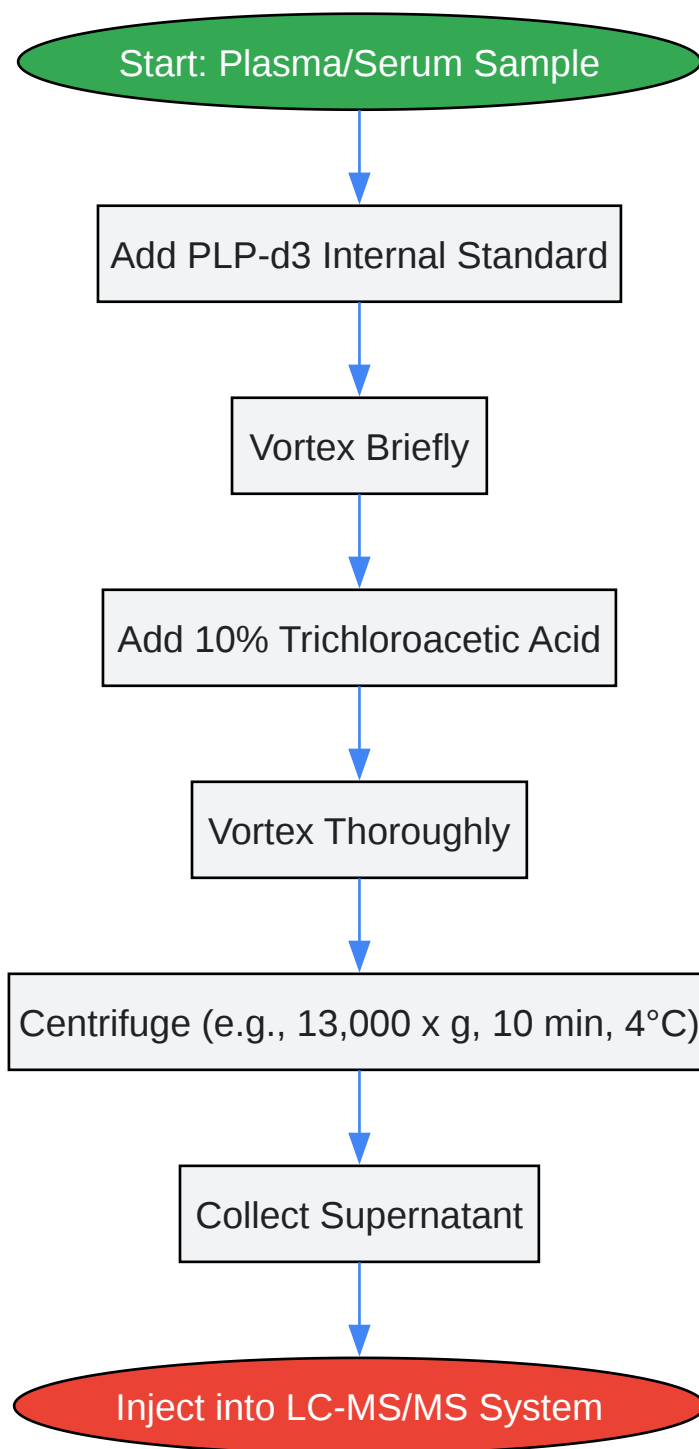 Start: Plasma/Serum Sample
Add PLP-d3 Internal Standard
Vortex Briefly
Add 10% Trichloroacetic Acid
Vortex Thoroughly
Centrifuge (e.g., 13,000 x g, 10 min, 4°C)
Collect Supernatant
Inject into LC-MS/MS System